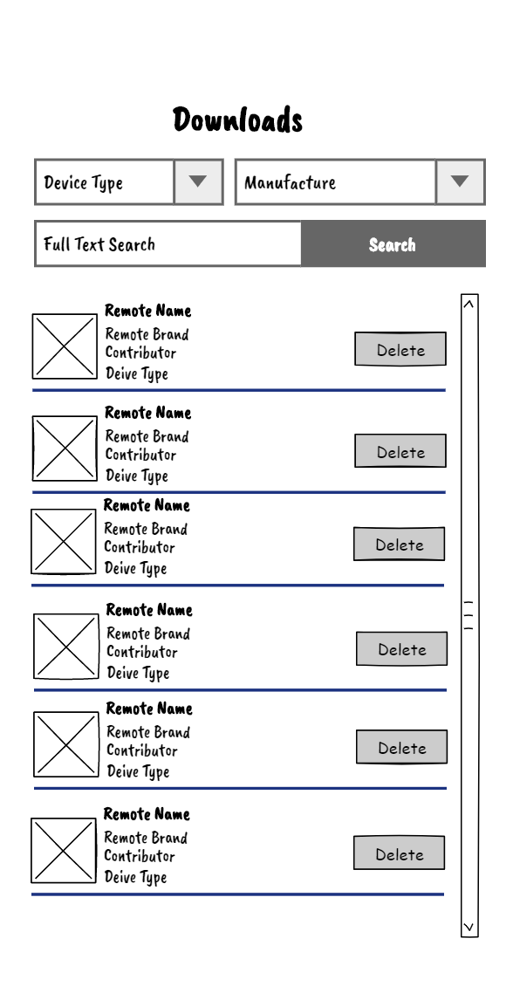 Downloads
Device Type
Manufacture
Full Text Search
Search
Remote Name
Remote Brand
Contributor
Deive Type
Delete
Remote Name
Remote Brand
Contributor
Deive Type
Delete
Remote Name
Remote Brand
Contributor
Deive Type
Delete
Remote Name
Remote Brand
Contributor
Deive Type
Delete
Remote Name
Remote Brand
Contributor
Deive Type
Delete
Remote Name
Remote Brand
Contributor
Deive Type
Delete